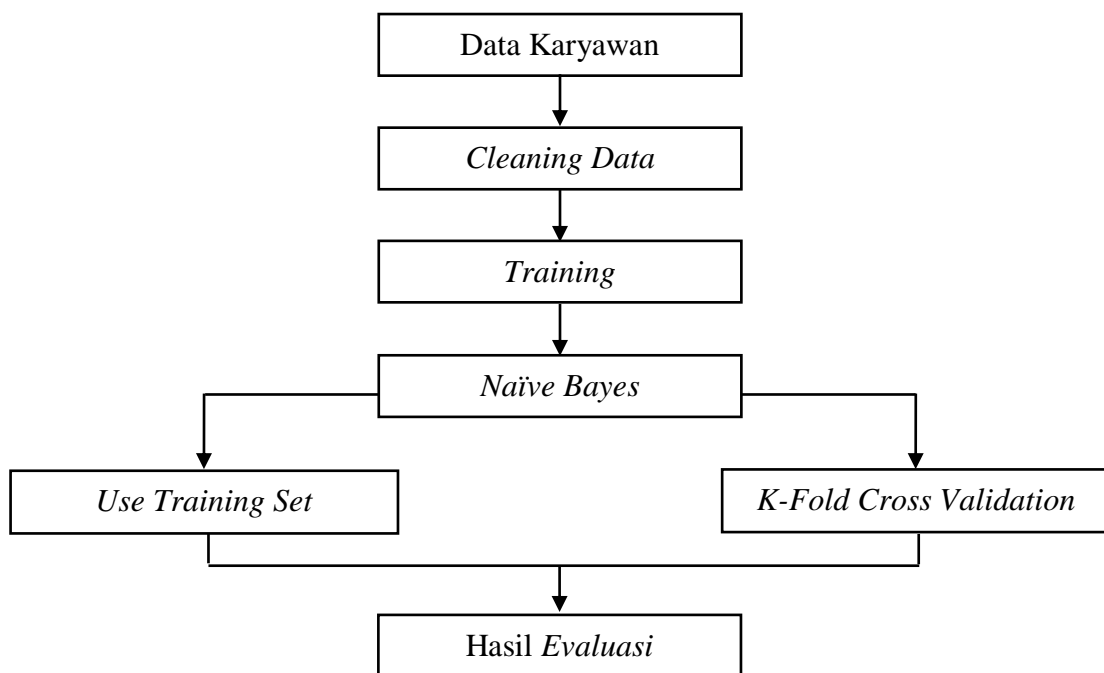 Data Karyawan
Cleaning Data
Training
Naïve Bayes
Use Training Set
K-Fold Cross Validation
Hasil Evaluasi